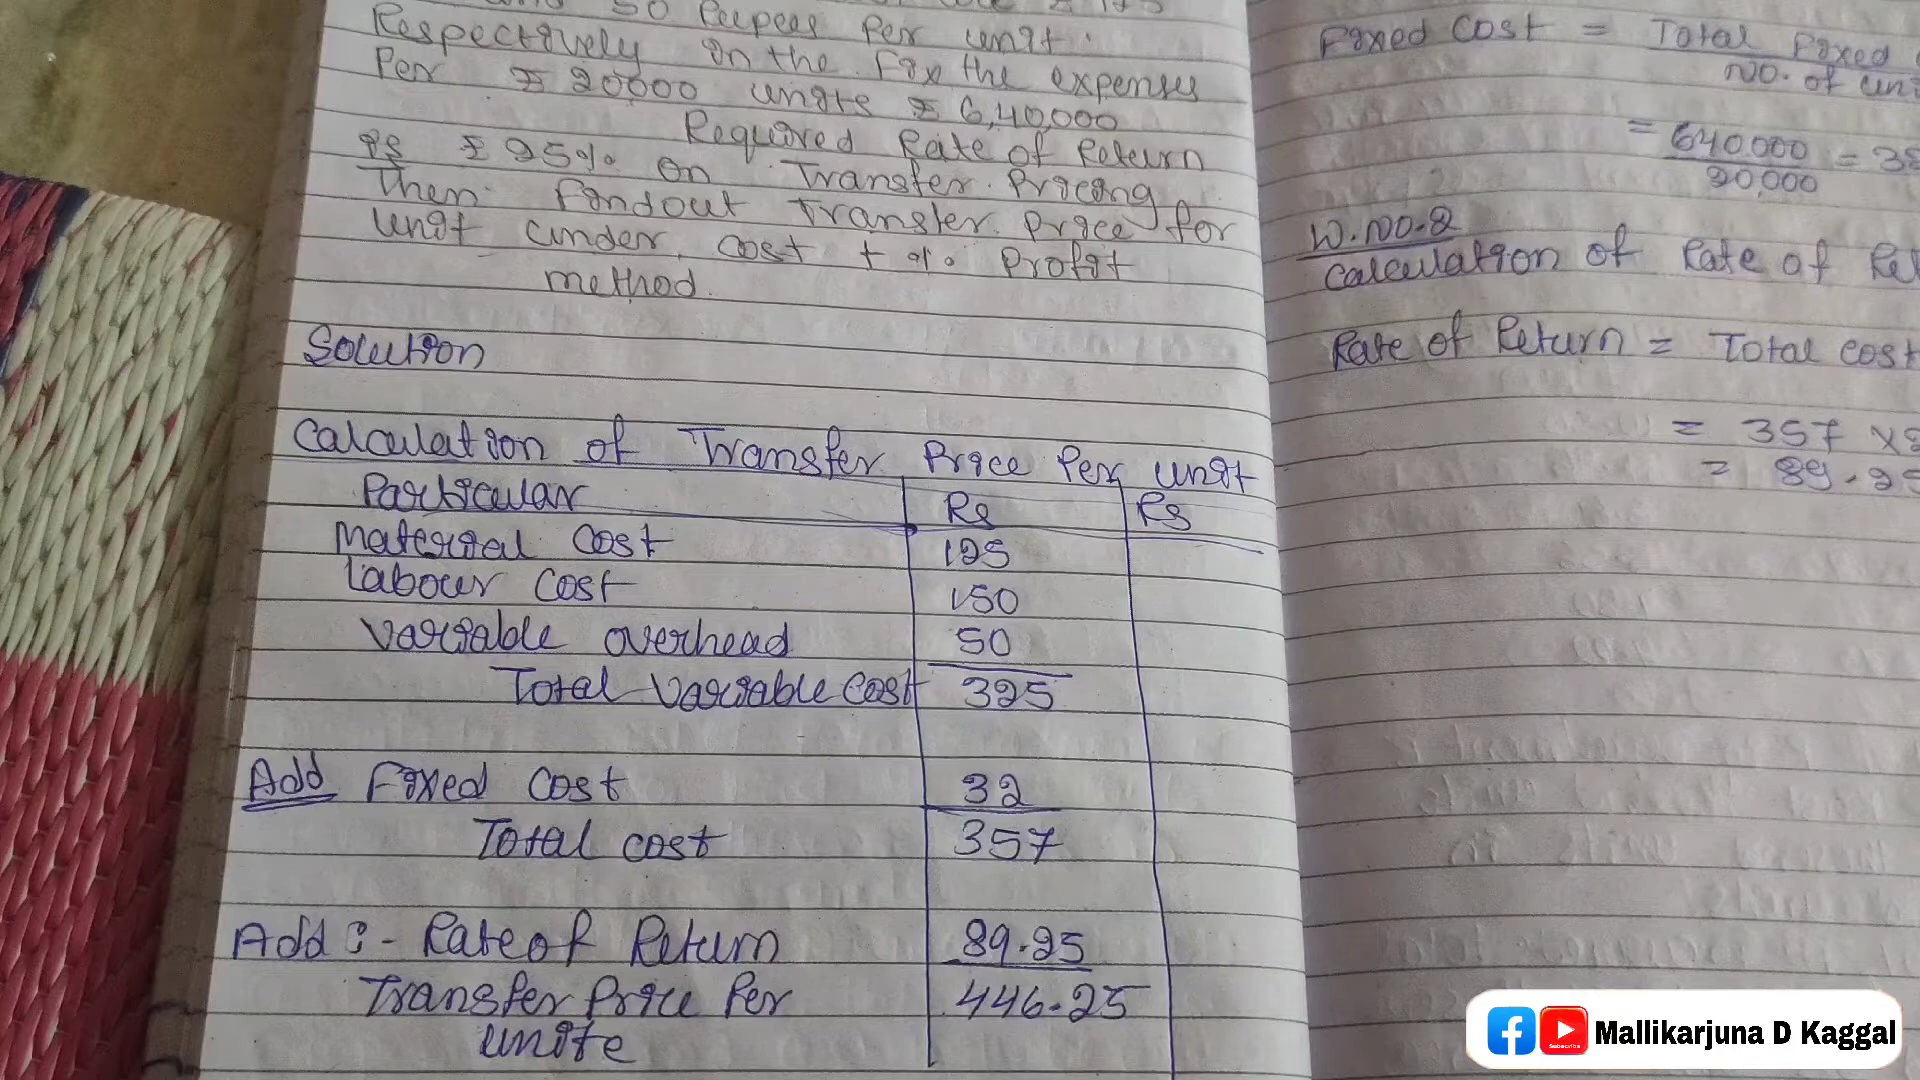 50 Rupees Per unit.
Respectively on the Fix the expenses
Per ₹ 20,000 units ₹ 6,40,000
Required Rate of Return
is ₹ 25% on Transfer Pricing
Then Findout Transfer Price for
unit under cost + % Profit
method.
Solution
Calculation of Transfer Price Per unit
Particular Rs Rs
Material Cost 125
Labour Cost 150
Variable overhead 50
Total Variable Cost 325
Add Fixed Cost 32
Total cost 357
Add :- Rate of Return 89.25
Transfer Price Per 446.25
unite
Fixed Cost = Total Fixed
No. of
= 640000 = 
20,000
W.No.2
Calculation of Rate of
Rate of Return = Total cost
= 357 ×
= 89.25
Mallikarjuna D Kaggal
Subscribe